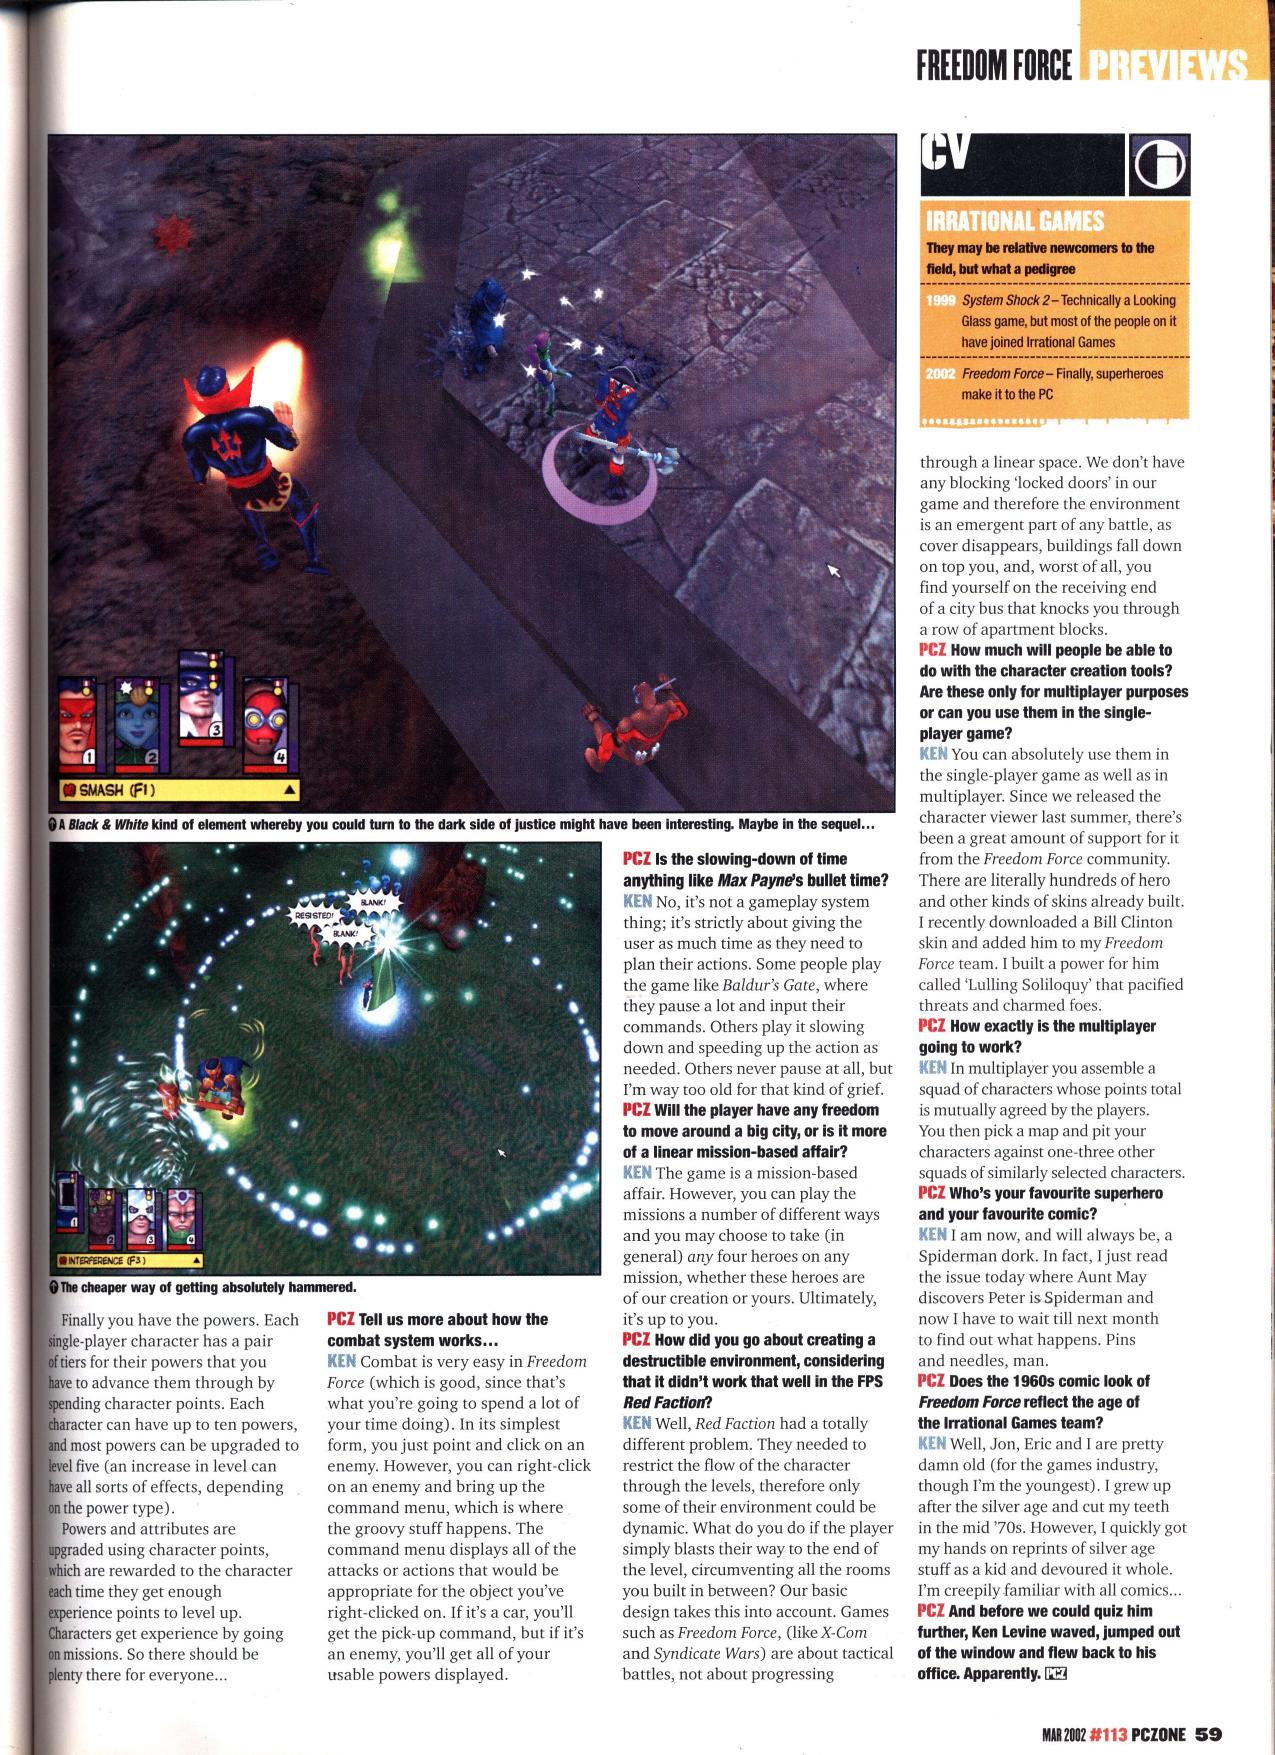 FREEDOM FORCE PREVIEWS
SMASH (F1)
1
2
3
4
A Black & White kind of element whereby you could turn to the dark side of justice might have been interesting. Maybe in the sequel...
RESISTED!
BLANK!
BLANK!
1
2
3
4
INTERFERENCE (F3)
The cheaper way of getting absolutely hammered.
Finally you have the powers. Each
single-player character has a pair
of tiers for their powers that you
have to advance them through by
spending character points. Each
character can have up to ten powers,
and most powers can be upgraded to
level five (an increase in level can
have all sorts of effects, depending
on the power type).
Powers and attributes are
upgraded using character points,
which are rewarded to the character
each time they get enough
experience points to level up.
Characters get experience by going
on missions. So there should be
plenty there for everyone...
PCZ Tell us more about how the
combat system works...
KEN Combat is very easy in Freedom
Force (which is good, since that's
what you're going to spend a lot of
your time doing). In its simplest
form, you just point and click on an
enemy. However, you can right-click
on an enemy and bring up the
command menu, which is where
the groovy stuff happens. The
command menu displays all of the
attacks or actions that would be
appropriate for the object you've
right-clicked on. If it's a car, you'll
get the pick-up command, but if it's
an enemy, you'll get all of your
usable powers displayed.
PCZ Is the slowing-down of time
anything like Max Payne's bullet time?
KEN No, it's not a gameplay system
thing; it's strictly about giving the
user as much time as they need to
plan their actions. Some people play
the game like Baldur's Gate, where
they pause a lot and input their
commands. Others play it slowing
down and speeding up the action as
needed. Others never pause at all, but
I'm way too old for that kind of grief.
PCZ Will the player have any freedom
to move around a big city, or is it more
of a linear mission-based affair?
KEN The game is a mission-based
affair. However, you can play the
missions a number of different ways
and you may choose to take (in
general) any four heroes on any
mission, whether these heroes are
of our creation or yours. Ultimately,
it's up to you.
PCZ How did you go about creating a
destructible environment, considering
that it didn't work that well in the FPS
Red Faction?
KEN Well, Red Faction had a totally
different problem. They needed to
restrict the flow of the character
through the levels, therefore only
some of their environment could be
dynamic. What do you do if the player
simply blasts their way to the end of
the level, circumventing all the rooms
you built in between? Our basic
design takes this into account. Games
such as Freedom Force, (like X-Com
and Syndicate Wars) are about tactical
battles, not about progressing
CV
IRRATIONAL GAMES
They may be relative newcomers to the
field, but what a pedigree
1999 System Shock 2 – Technically a Looking
Glass game, but most of the people on it
have joined Irrational Games
2002 Freedom Force – Finally, superheroes
make it to the PC
through a linear space. We don't have
any blocking 'locked doors' in our
game and therefore the environment
is an emergent part of any battle, as
cover disappears, buildings fall down
on top you, and, worst of all, you
find yourself on the receiving end
of a city bus that knocks you through
a row of apartment blocks.
PCZ How much will people be able to
do with the character creation tools?
Are these only for multiplayer purposes
or can you use them in the single-
player game?
KEN You can absolutely use them in
the single-player game as well as in
multiplayer. Since we released the
character viewer last summer, there's
been a great amount of support for it
from the Freedom Force community.
There are literally hundreds of hero
and other kinds of skins already built.
I recently downloaded a Bill Clinton
skin and added him to my Freedom
Force team. I built a power for him
called 'Lulling Soliloquy' that pacified
threats and charmed foes.
PCZ How exactly is the multiplayer
going to work?
KEN In multiplayer you assemble a
squad of characters whose points total
is mutually agreed by the players.
You then pick a map and pit your
characters against one-three other
squads of similarly selected characters.
PCZ Who's your favourite superhero
and your favourite comic?
KEN I am now, and will always be, a
Spiderman dork. In fact, I just read
the issue today where Aunt May
discovers Peter is Spiderman and
now I have to wait till next month
to find out what happens. Pins
and needles, man.
PCZ Does the 1960s comic look of
Freedom Force reflect the age of
the Irrational Games team?
KEN Well, Jon, Eric and I are pretty
damn old (for the games industry,
though I'm the youngest). I grew up
after the silver age and cut my teeth
in the mid '70s. However, I quickly got
my hands on reprints of silver age
stuff as a kid and devoured it whole.
I'm creepily familiar with all comics...
PCZ And before we could quiz him
further, Ken Levine waved, jumped out
of the window and flew back to his
office. Apparently. PCZ
MAR 2002 #113 PCZONE 59